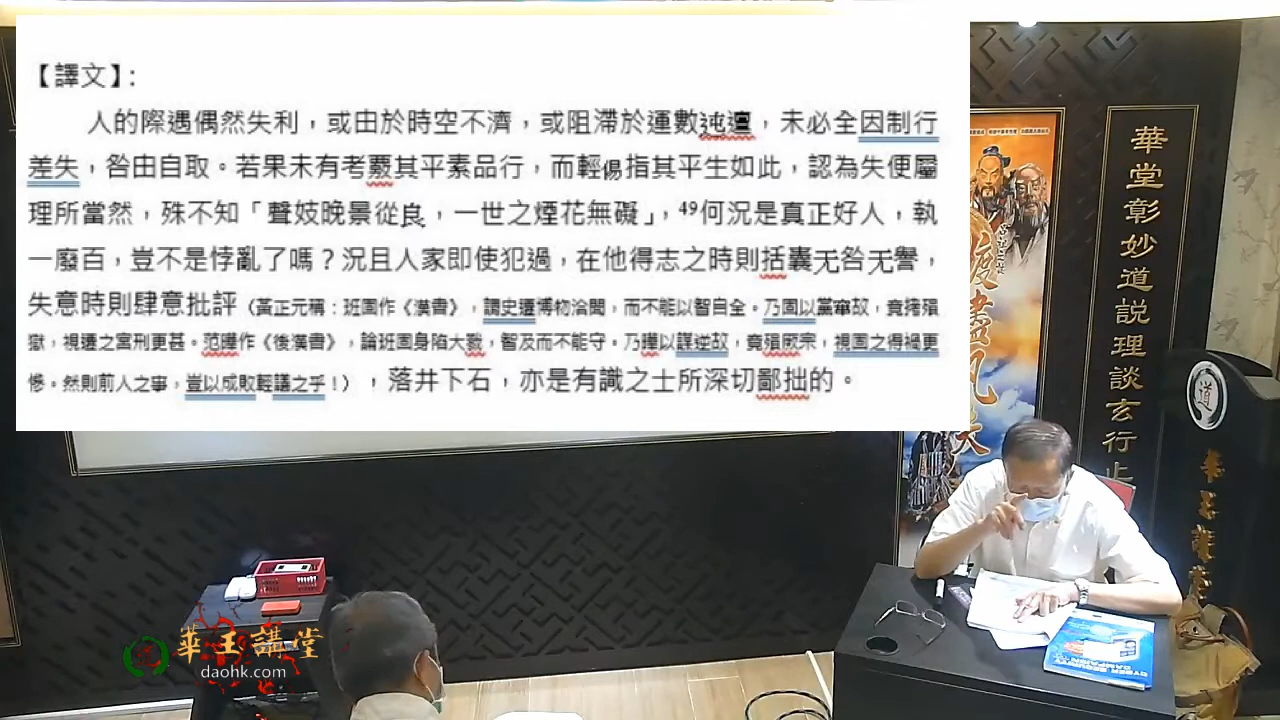 【譯文】:
人的際遇偶然失利，或由於時空不濟，或阻滯於運數迍邅，未必全因制行
差失，咎由自取。若果未有考覈其平素品行，而輕傷指其平生如此，認為失便屬
理所當然，殊不知「聲妓晚景從良，一世之煙花無礙」，49何況是真正好人，執
一廢百，豈不是悖亂了嗎？況且人家即使犯過，在他得志之時則括囊无咎无譽，
失意時則肆意批評（黃正元稱：班固作《漢書》，謂史遷博物洽聞，而不能以智自全。乃固以黨竇故，竟掊殞
獄，視遷之宮刑更甚。范曄作《後漢書》，論班固身陷大戮，智及而不能守。乃曄以謀逆故，竟殞厥宗，視固之得禍更
慘。然則前人之事，豈以成敗輕議之乎！），落井下石，亦是有識之士所深切鄙拙的。
華堂彰妙道説理談玄行止
度盡凡夫
道
華王講堂
daohk.com